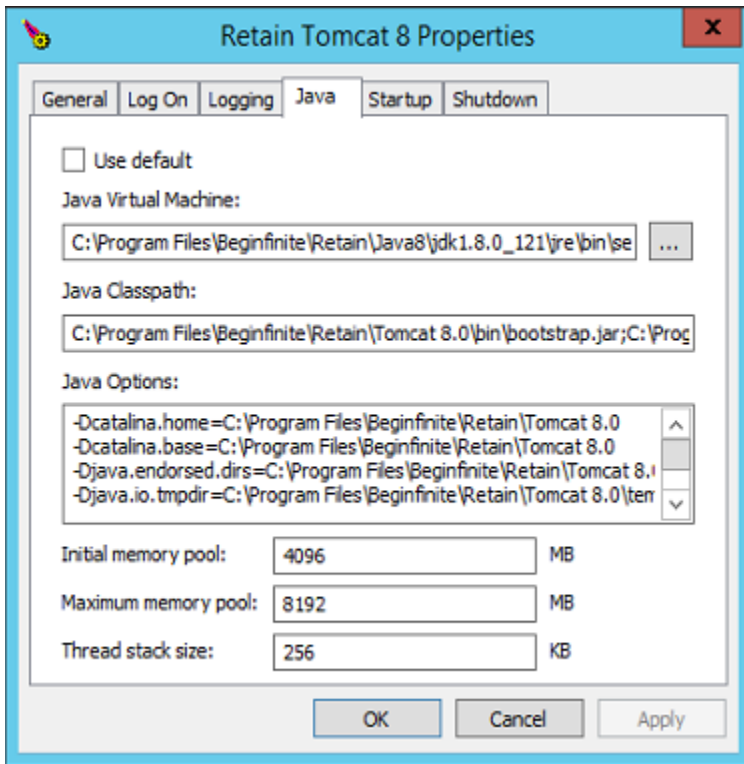 Retain Tomcat 8 Properties
x
General Log On Logging Java Startup Shutdown
Use default
Java Virtual Machine:
C:\Program Files\Beginfinite\Retain\Java8\jdk1.8.0_121\jre\bin\se ...
Java Classpath:
C:\Program Files\Beginfinite\Retain\Tomcat 8.0\bin\bootstrap.jar;C:\Prog
Java Options:
-Dcatalina.home=C:\Program Files\Beginfinite\Retain\Tomcat 8.0
-Dcatalina.base=C:\Program Files\Beginfinite\Retain\Tomcat 8.0
-Djava.endorsed.dirs=C:\Program Files\Beginfinite\Retain\Tomcat 8.
-Djava.io.tmpdir=C:\Program Files\Beginfinite\Retain\Tomcat 8.0\tem
Initial memory pool: 4096 MB
Maximum memory pool: 8192 MB
Thread stack size: 256 KB
OK Cancel Apply